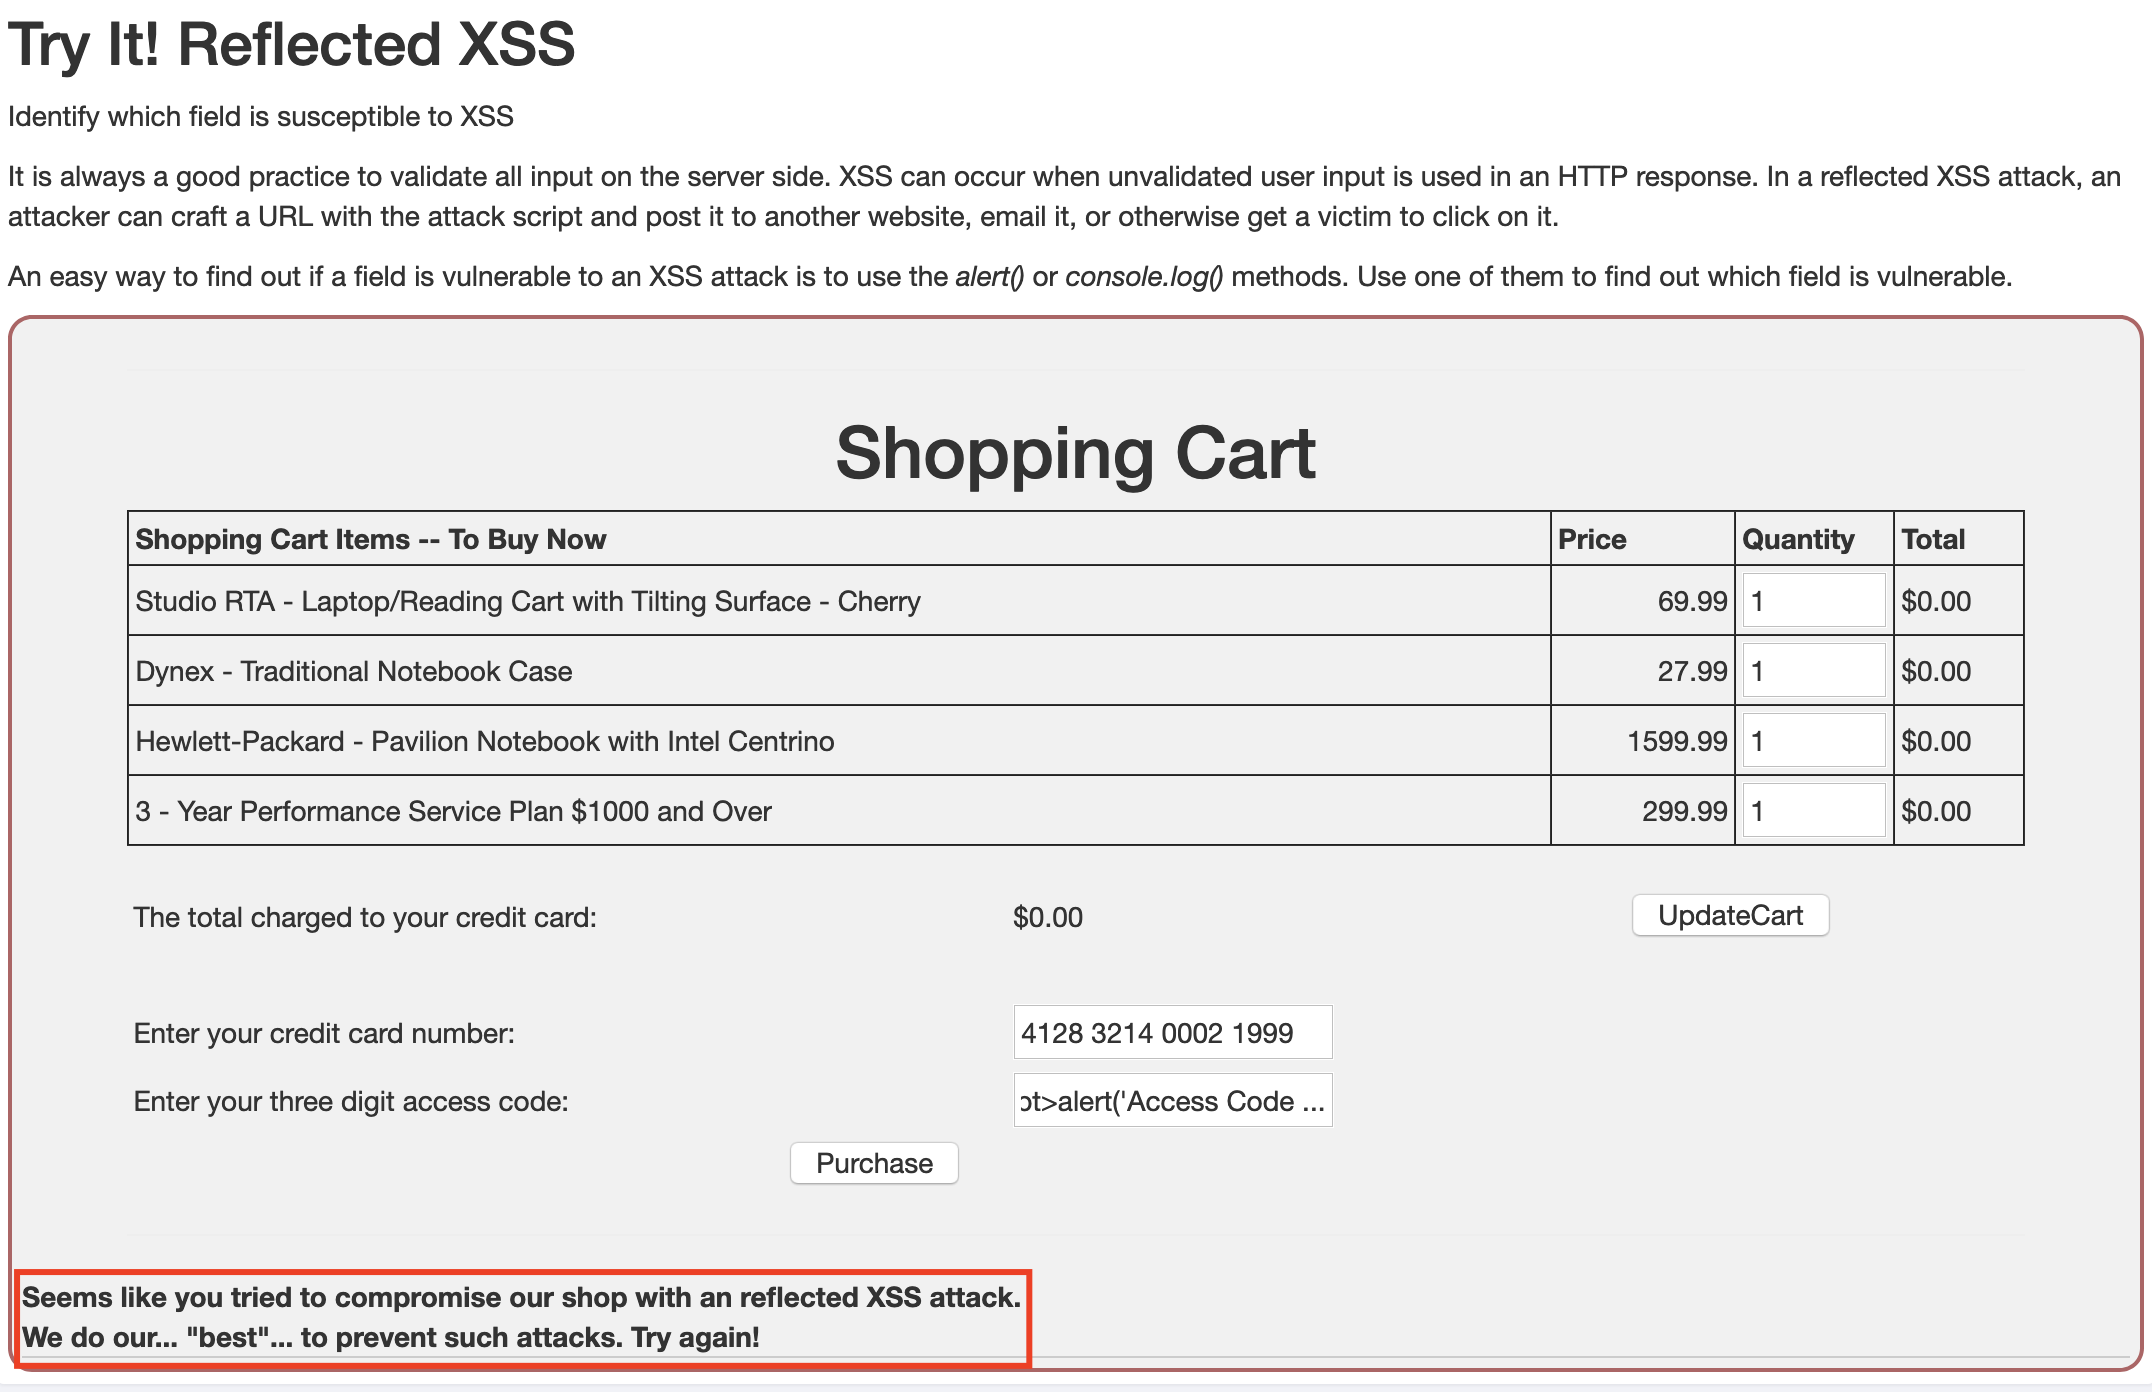 Try It! Reflected XSS
Identify which field is susceptible to XSS
It is always a good practice to validate all input on the server side. XSS can occur when unvalidated user input is used in an HTTP response. In a reflected XSS attack, an
attacker can craft a URL with the attack script and post it to another website, email it, or otherwise get a victim to click on it.
An easy way to find out if a field is vulnerable to an XSS attack is to use the alert() or console.log() methods. Use one of them to find out which field is vulnerable.
Shopping Cart
Shopping Cart Items -- To Buy Now Price Quantity Total
Studio RTA - Laptop/Reading Cart with Tilting Surface - Cherry 69.99 1 $0.00
Dynex - Traditional Notebook Case 27.99 1 $0.00
Hewlett-Packard - Pavilion Notebook with Intel Centrino 1599.99 1 $0.00
3 - Year Performance Service Plan $1000 and Over 299.99 1 $0.00
The total charged to your credit card: $0.00 UpdateCart
Enter your credit card number: 4128 3214 0002 1999
Enter your three digit access code: pt>alert('Access Code ...
Purchase
Seems like you tried to compromise our shop with an reflected XSS attack.
We do our... "best"... to prevent such attacks. Try again!